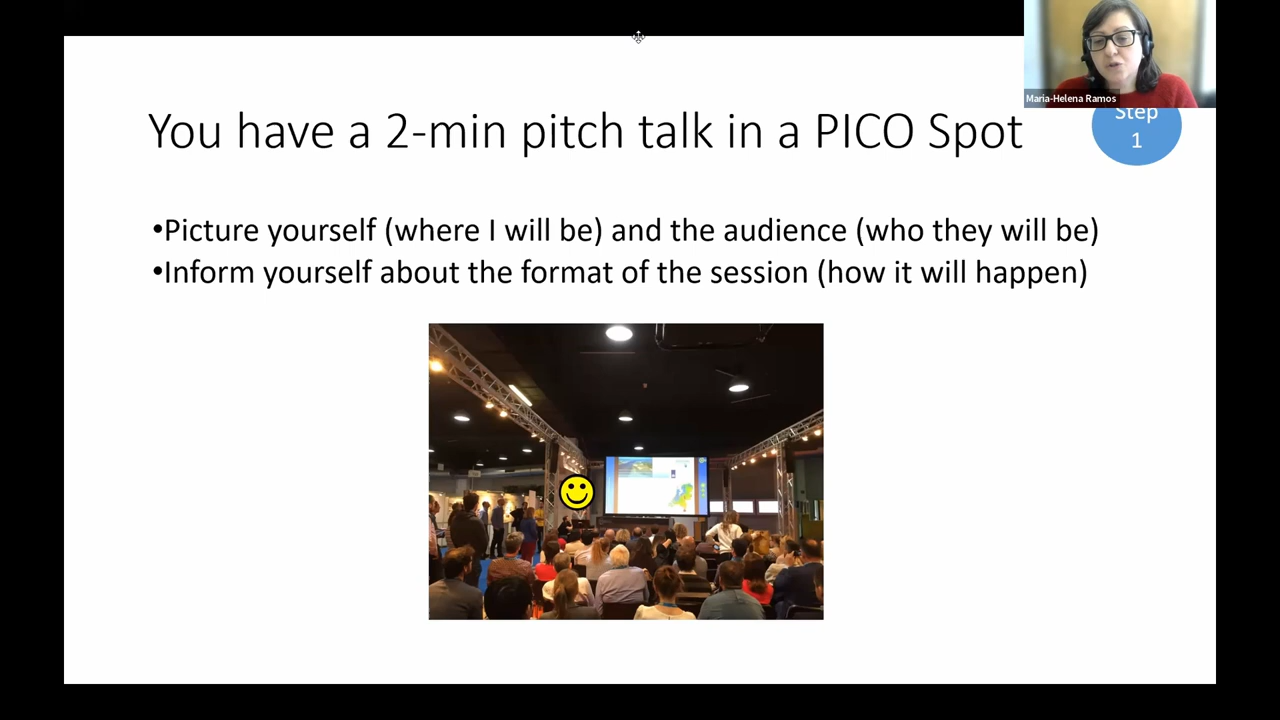 Maria-Helena Ramos
You have a 2-min pitch talk in a PICO Spot
Step
1
•Picture yourself (where I will be) and the audience (who they will be)
•Inform yourself about the format of the session (how it will happen)